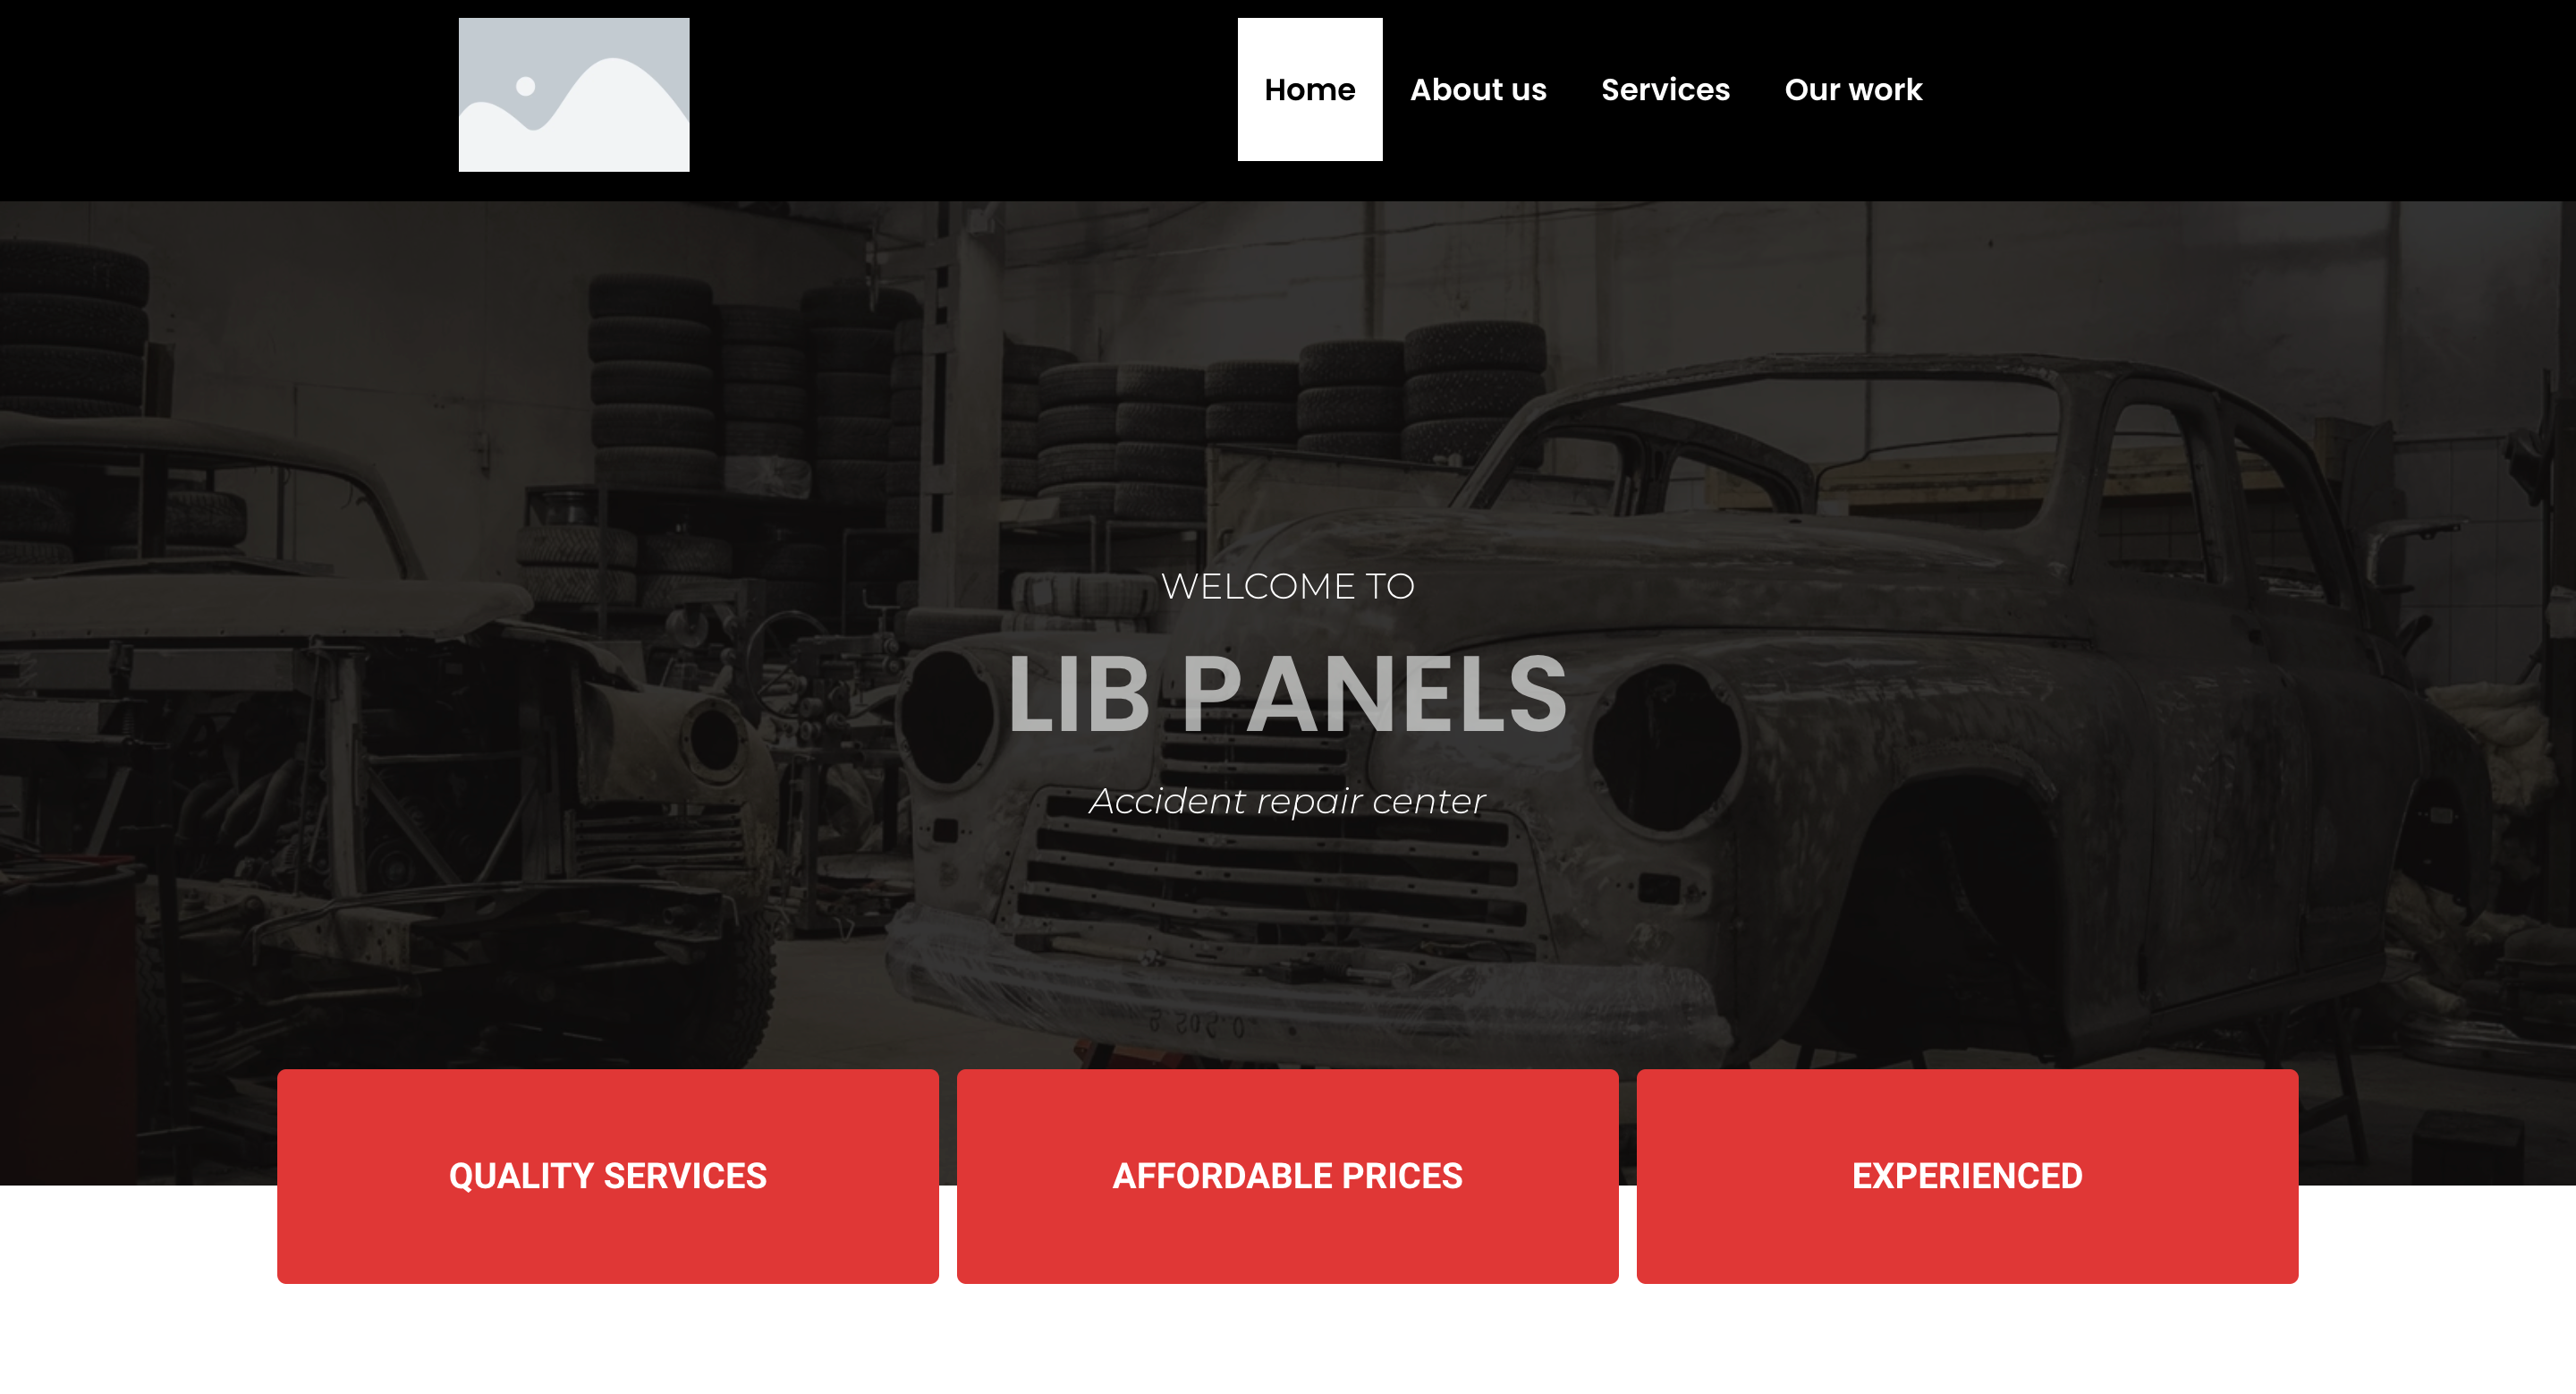 Home
About us
Services
Our work
WELCOME TO
LIB PANELS
Accident repair center
QUALITY SERVICES
AFFORDABLE PRICES
EXPERIENCED